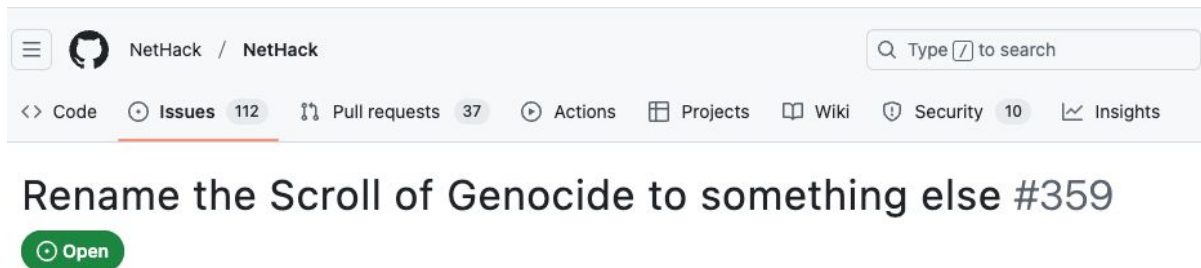 NetHack / NetHack
Type / to search
<> Code Issues 112 Pull requests 37 Actions Projects Wiki Security 10 Insights
Rename the Scroll of Genocide to something else #359
Open